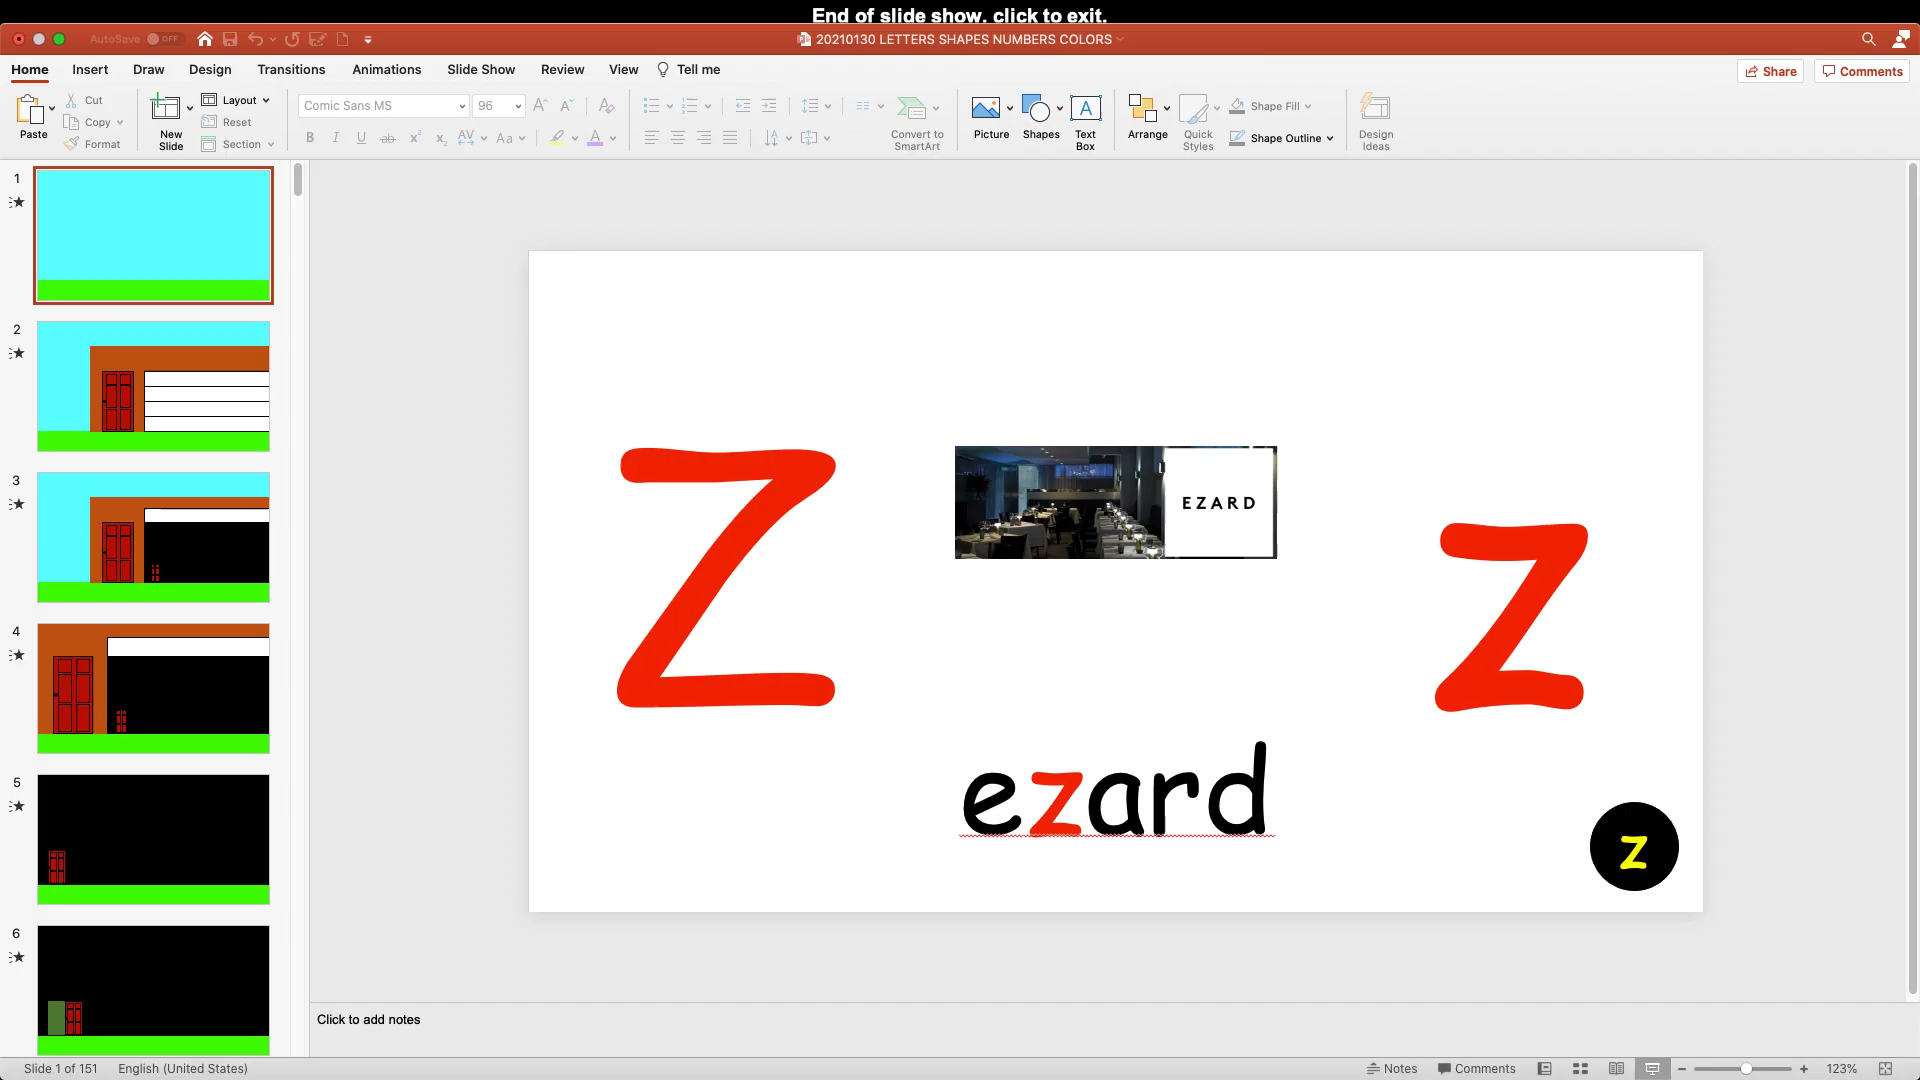 End of slide show, click to exit.
AutoSave OFF
20210130 LETTERS SHAPES NUMBERS COLORS
Home Insert Draw Design Transitions Animations Slide Show Review View Tell me
Share Comments
Paste
Cut
Copy
Format
New Slide
Layout
Reset
Section
Comic Sans MS 96
Convert to SmartArt
Picture
Shapes
Text Box
Arrange
Quick Styles
Shape Fill
Shape Outline
Design Ideas
1
2
3
4
5
6
Z
EZARD
z
ezard
z
Click to add notes
Slide 1 of 151 English (United States)
Notes Comments 123%